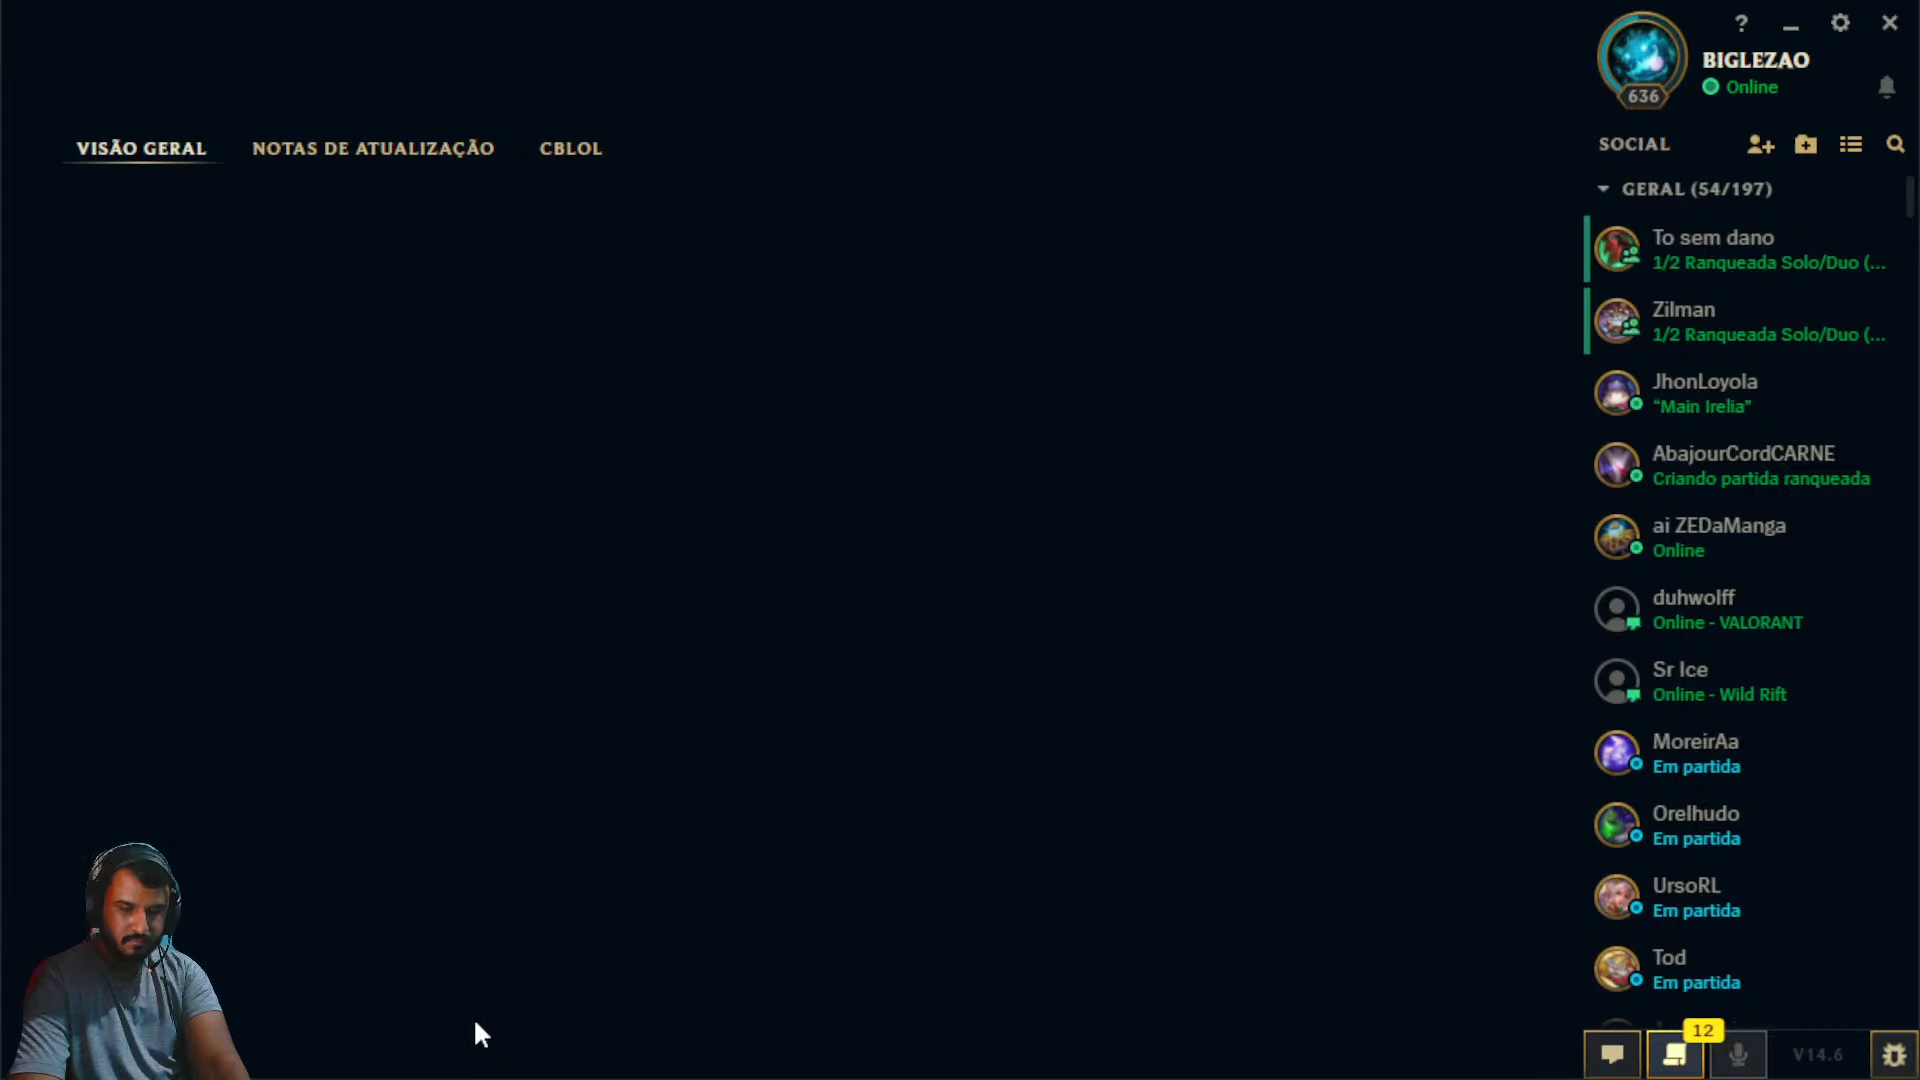 ?
BIGLEZAO
Online
636
SOCIAL
VISÃO GERAL
NOTAS DE ATUALIZAÇÃO
CBLOL
GERAL (54/197)
To sem dano
1/2 Ranqueada Solo/Duo (...
Zilman
1/2 Ranqueada Solo/Duo (...
JhonLoyola
“Main Irelia”
AbajourCordCARNE
Criando partida ranqueada
ai ZEDaManga
Online
duhwolff
Online - VALORANT
Sr Ice
Online - Wild Rift
MoreirAa
Em partida
Orelhudo
Em partida
UrsoRL
Em partida
Tod
Em partida
12
V14.6